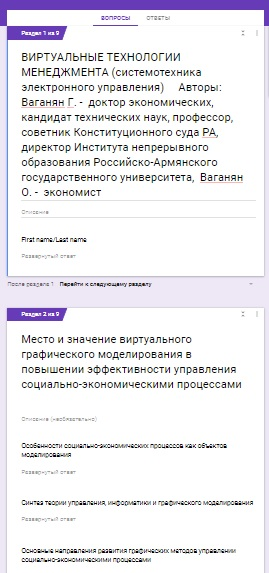 ВОПРОСЫ ОТВЕТЫ
Раздел 1 из 9
ВИРТУАЛЬНЫЕ ТЕХНОЛОГИИ
МЕНЕДЖМЕНТА (системотехника
электронного управления) Авторы:
Ваганян Г. - доктор экономических,
кандидат технических наук, профессор,
советник Конституционного суда РА,
директор Института непрерывного
образования Российско-Армянского
государственного университета, Ваганян
О. - экономист
Описание
First name/Last name
Развернутый ответ
После раздела 1 Перейти к следующему разделу
Раздел 2 из 9
Место и значение виртуального
графического моделирования в
повышении эффективности управления
социально-экономическими процессами
Описание (необязательно)
Особенности социально-экономических процессов как объектов
моделирования
Развернутый ответ
Синтез теории управления, информатики и графического моделирования
Развернутый ответ
Основные направления развития графических методов управлении
социально-экономическими процессами